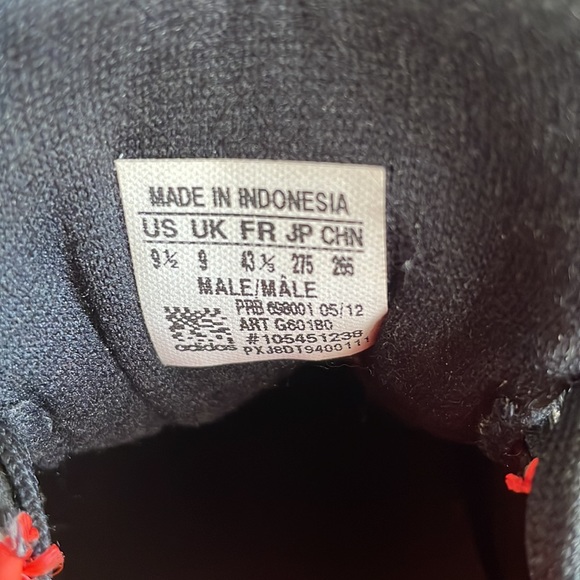 MADE IN INDONESIA
US UK FR JP CHN
9½ 9 43⅓ 275 265
MALE/MÂLE
PRB 698001 05/12
ART G60180
#105451238
adidas PXJ8DT9400111